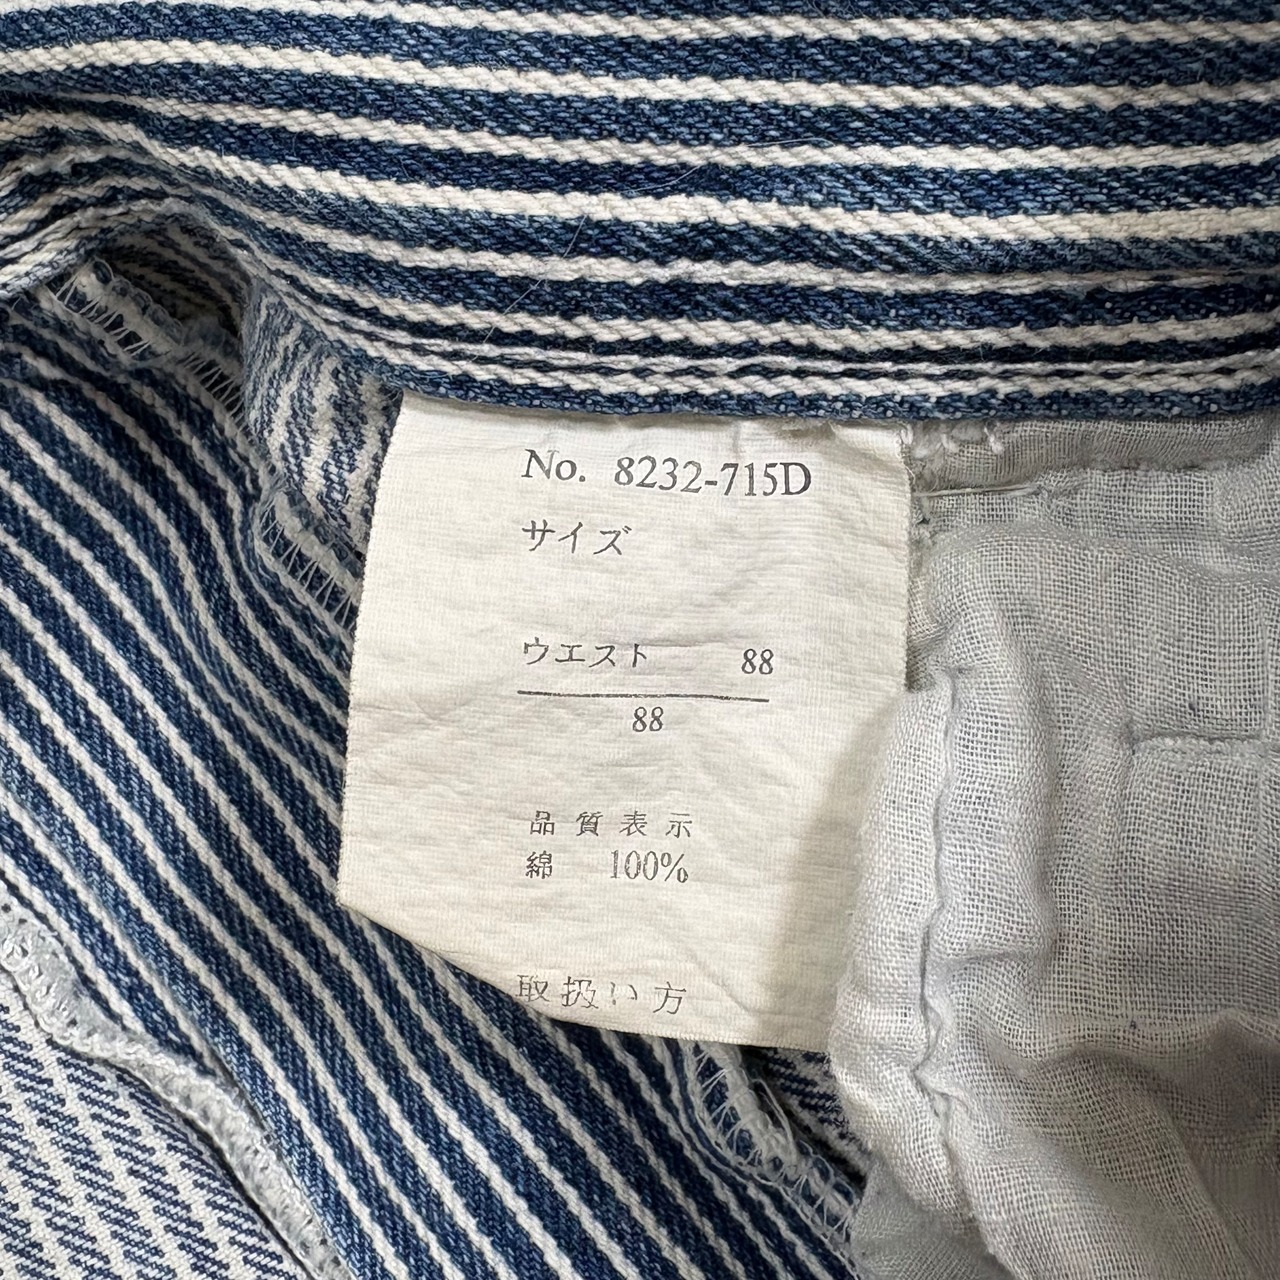 No. 8232-715D
サイズ
ウエスト 88
88
品質表示
綿 100%
取扱い方